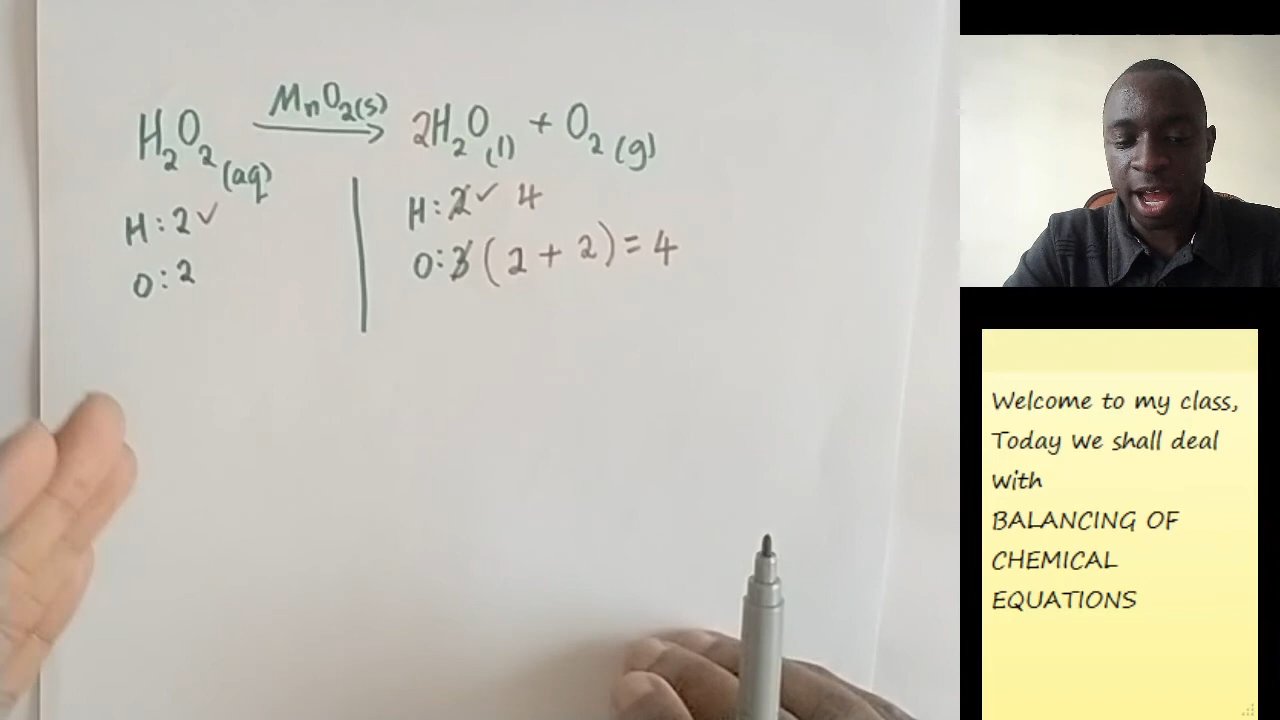 MnO2(s)
H2O2(aq) → 2H2O(l) + O2(g)
H:2✓ H:2✓ 4
O:2 O:3(2+2)=4
Welcome to my class,
Today we shall deal
with
BALANCING OF
CHEMICAL
EQUATIONS